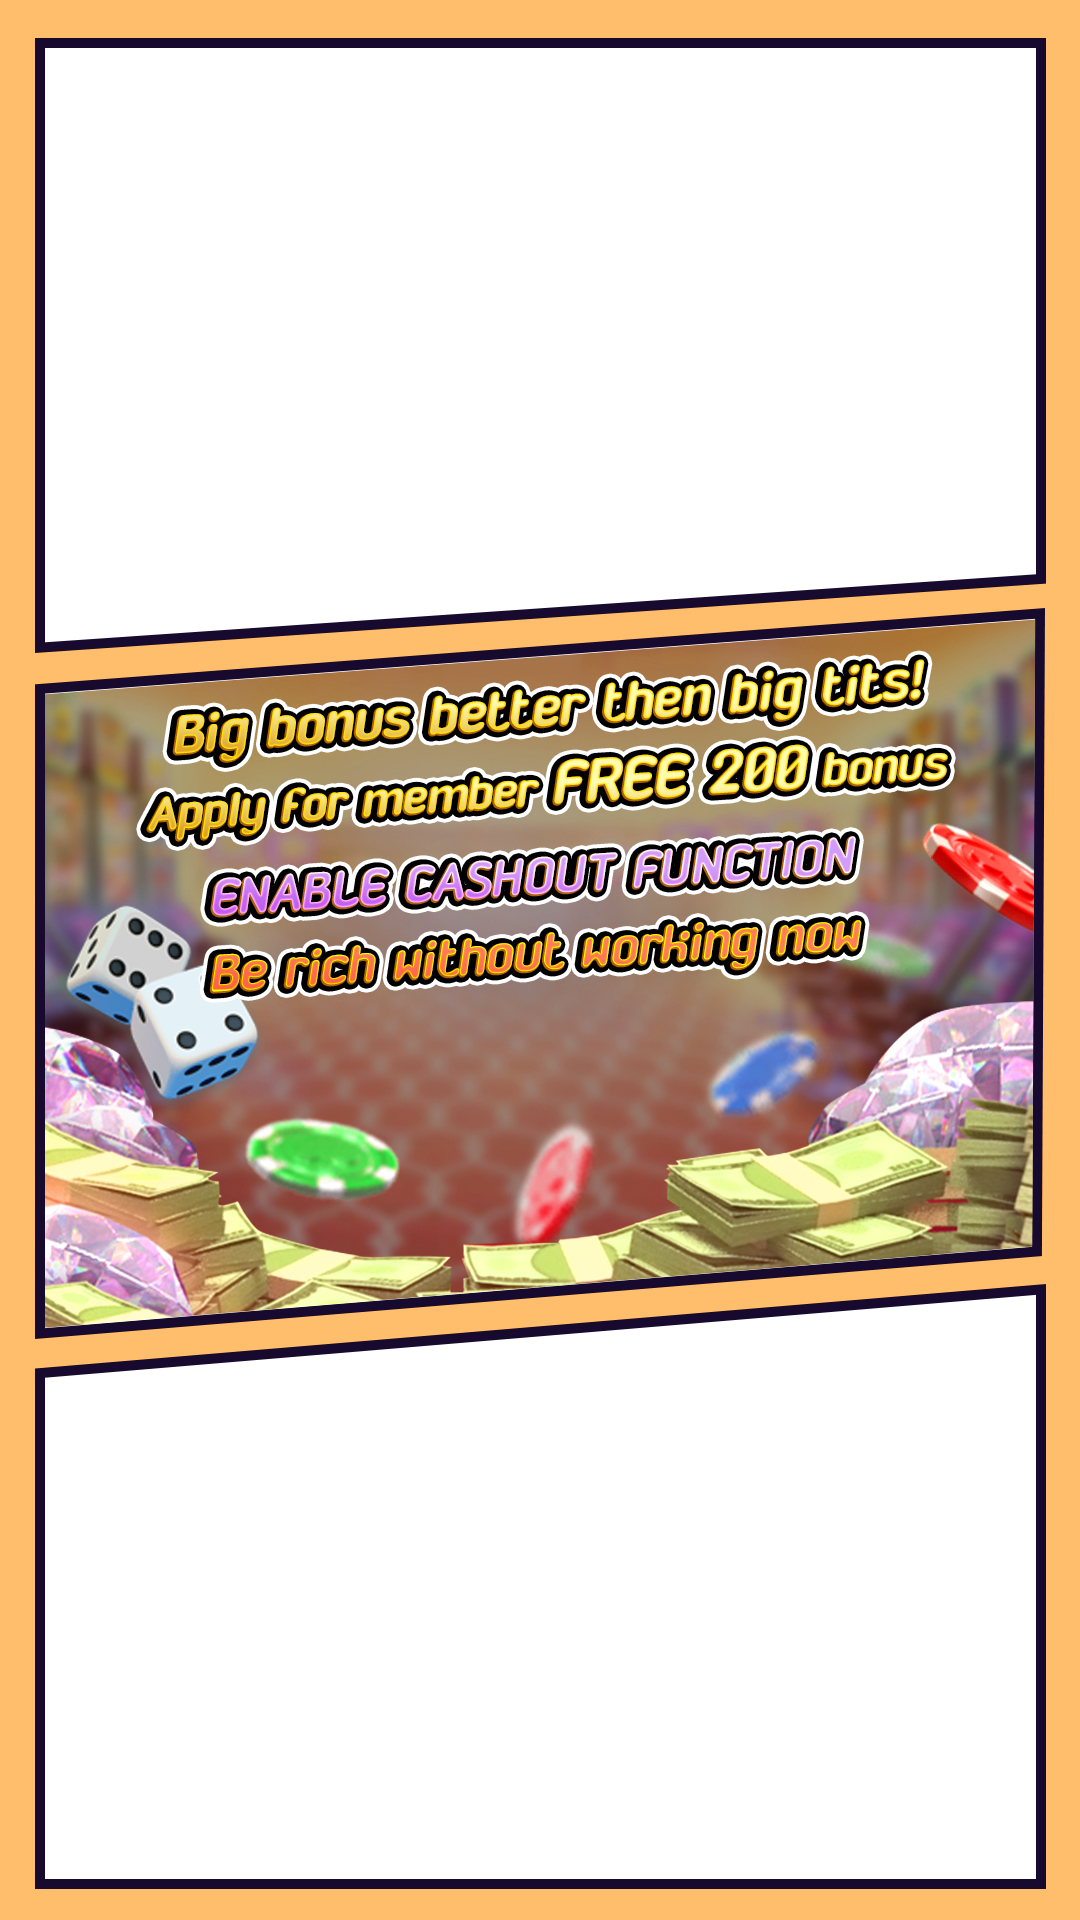 Big bonus better then big tits!
Apply for member FREE 200 bonus
ENABLE CASHOUT FUNCTION
Be rich without working now